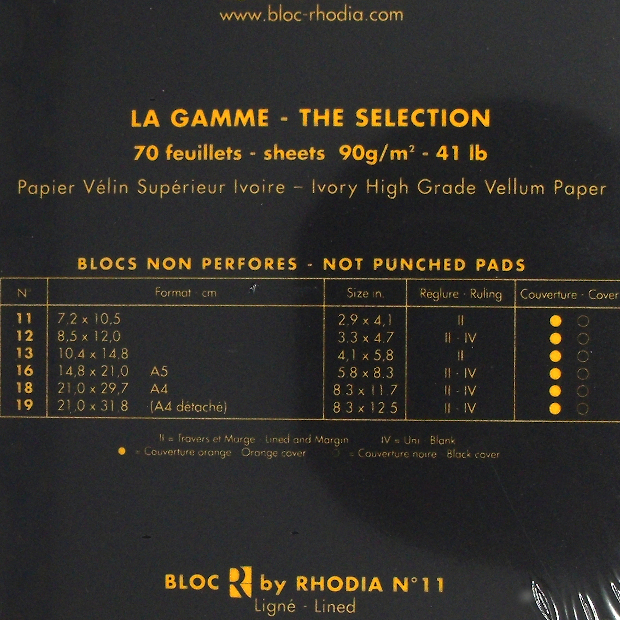 www.bloc-rhodia.com
LA GAMME - THE SELECTION
70 feuillets - sheets 90g/m² - 41 lb
Papier Vélin Supérieur Ivoire – Ivory High Grade Vellum Paper
BLOCS NON PERFORES - NOT PUNCHED PADS
N° Format - cm Size in. Reglure - Ruling Couverture - Cover
11 7,2 x 10,5 2,9 x 4,1 II
12 8,5 x 12,0 3.3 x 4.7 II - IV
13 10,4 x 14,8 4,1 x 5,8 II
16 14,8 x 21,0 A5 5.8 x 8.3 II - IV
18 21,0 x 29,7 A4 8.3 x 11.7 II - IV
19 21,0 x 31,8 (A4 détaché) 8.3 x 12.5 II - IV
II = Travers et Marge - Lined and Margin IV = Uni - Blank
= Couverture orange - Orange cover = Couverture noire - Black cover
BLOC R by RHODIA N°11
Ligné - Lined